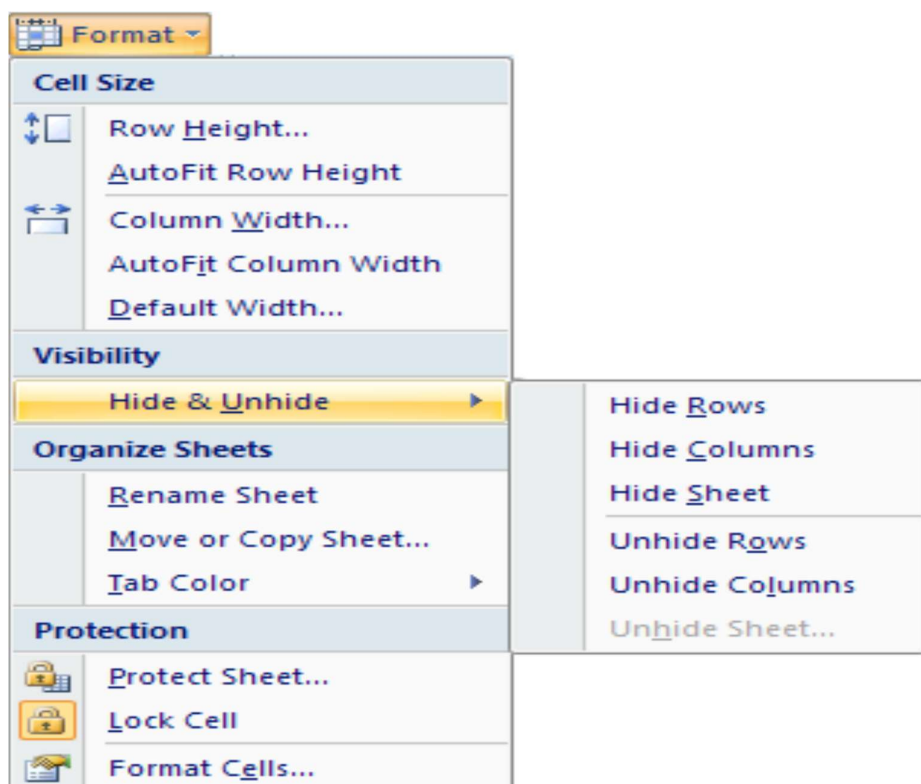 Format
Cell Size
Row Height...
AutoFit Row Height
Column Width...
AutoFit Column Width
Default Width...
Visibility
Hide & Unhide
Hide Rows
Hide Columns
Hide Sheet
Unhide Rows
Unhide Columns
Unhide Sheet...
Organize Sheets
Rename Sheet
Move or Copy Sheet...
Tab Color
Protection
Protect Sheet...
Lock Cell
Format Cells...